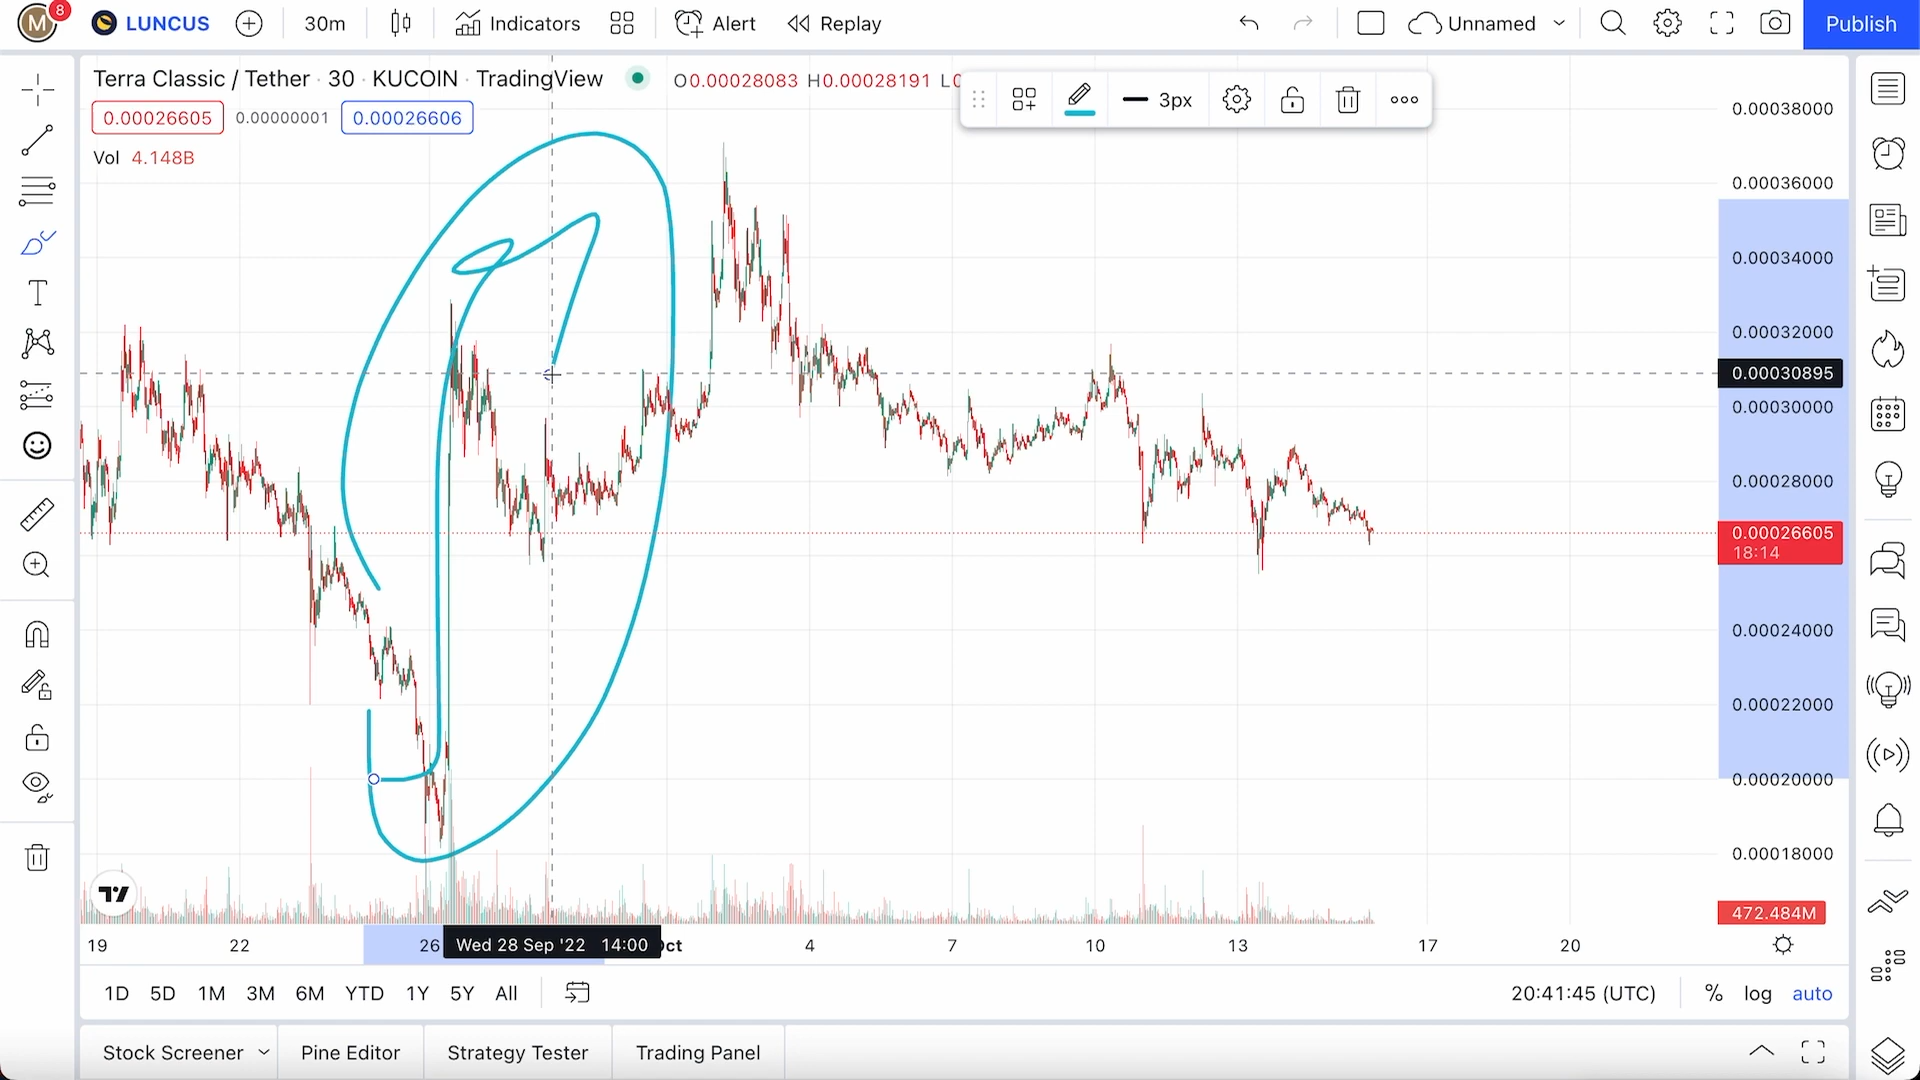 M 8 LUNCUS 30m Indicators Alert Replay Unnamed Publish
Terra Classic / Tether · 30 · KUCOIN · TradingView O0.00028083 H0.00028191 L0
3px
0.00026605 0.00000001 0.00026606
Vol 4.148B
0.00038000
0.00036000
0.00034000
0.00032000
0.00030895
0.00030000
0.00028000
0.00026605
18:14
0.00024000
0.00022000
0.00020000
0.00018000
472.484M
19 22 26 Wed 28 Sep '22 14:00 ct 4 7 10 13 17 20
1D 5D 1M 3M 6M YTD 1Y 5Y All 20:41:45 (UTC) % log auto
Stock Screener Pine Editor Strategy Tester Trading Panel